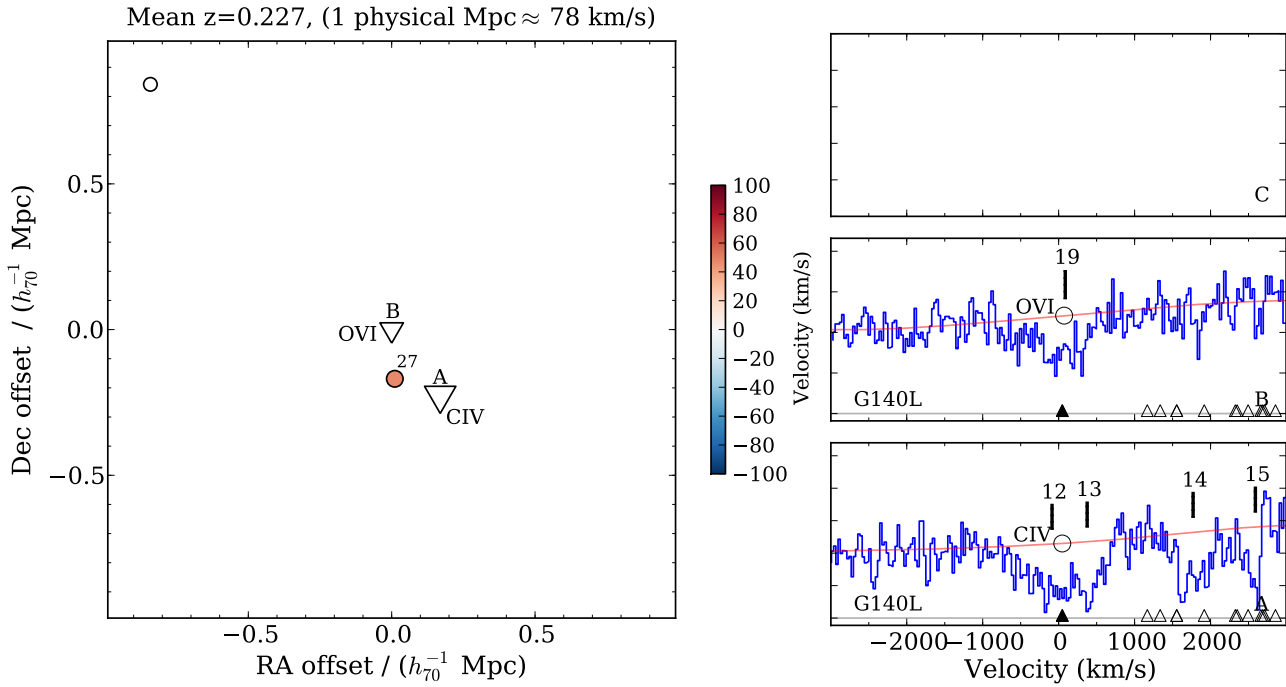 Mean z=0.227, (1 physical Mpc ≈ 78 km/s)
Dec offset / (h₇₀⁻¹ Mpc)
0.5
0.0
−0.5
B
OVI
27
A
CIV
−0.5
0.0
0.5
RA offset / (h₇₀⁻¹ Mpc)
100
80
60
40
20
0
−20
−40
−60
−80
−100
Velocity (km/s)
C
19
OVI
G140L
B
12
13
14
15
CIV
G140L
A
−2000
−1000
0
1000
2000
Velocity (km/s)